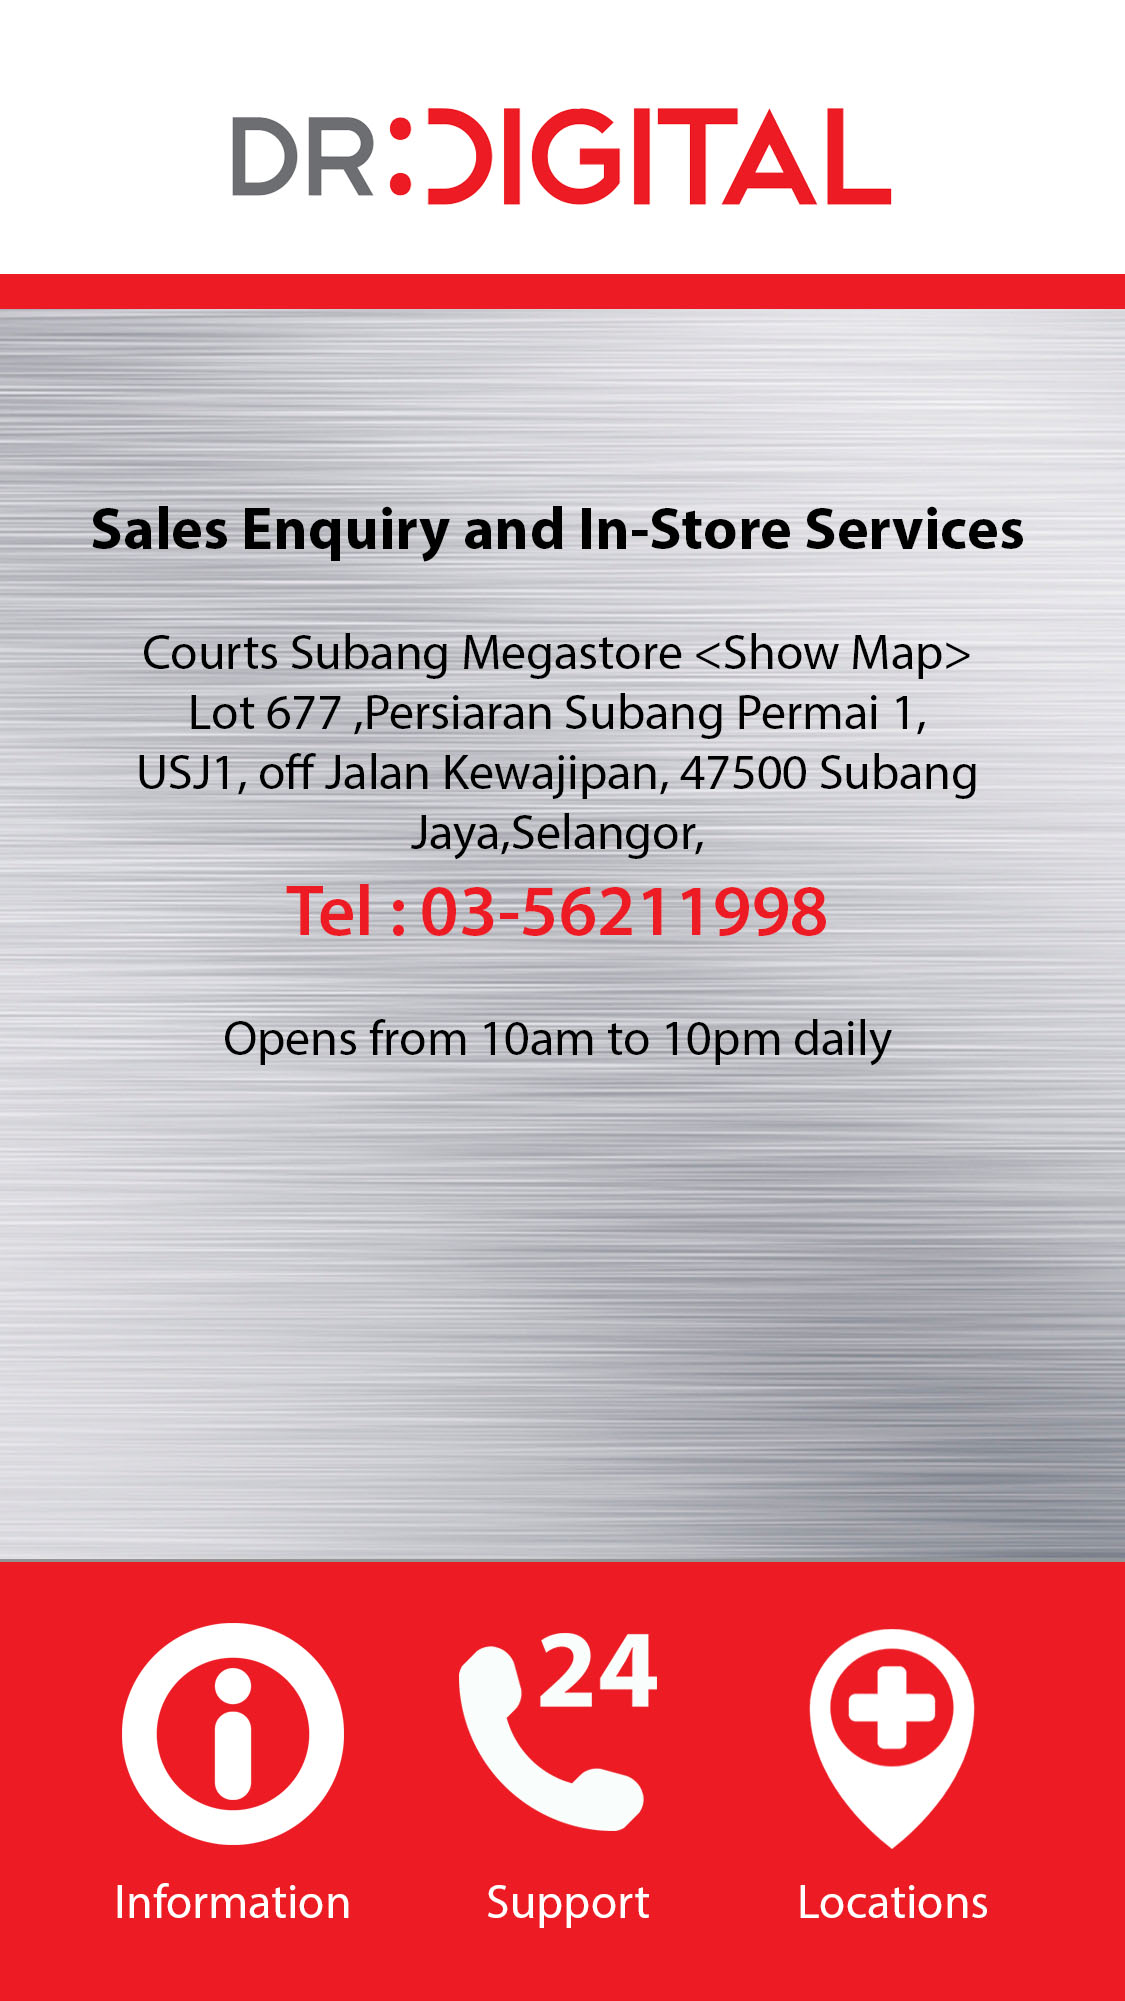 DR:DIGITAL
Sales Enquiry and In-Store Services
Courts Subang Megastore <Show Map>
Lot 677 ,Persiaran Subang Permai 1,
USJ1, off Jalan Kewajipan, 47500 Subang
Jaya,Selangor,
Tel : 03-56211998
Opens from 10am to 10pm daily
24
Information
Support
Locations